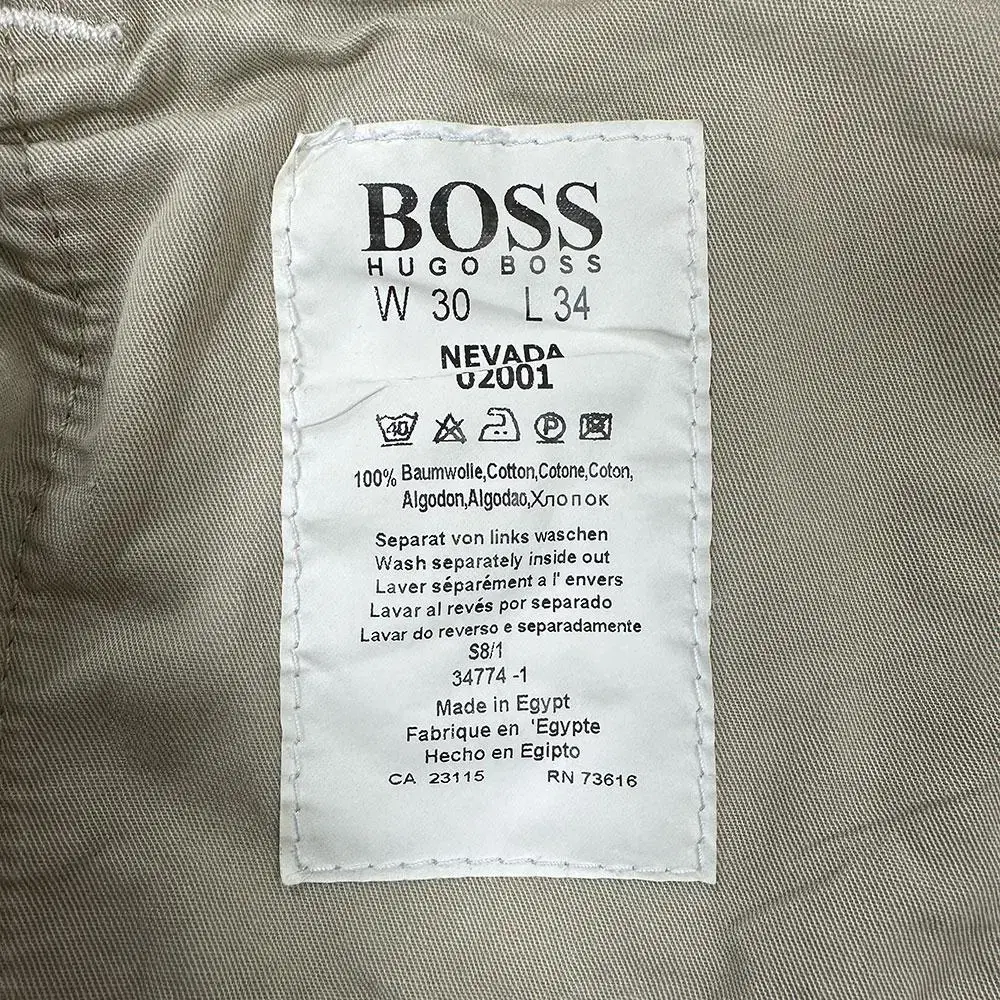 BOSS
HUGO BOSS
W 30 L 34
NEVADA
02001
40 P
100% Baumwolle,Cotton,Cotone,Coton,
Algodon,Algodao,Хлопок
Separat von links waschen
Wash separately inside out
Laver séparément a l' envers
Lavar al revés por separado
Lavar do reverso e separadamente
S8/1
34774 -1
Made in Egypt
Fabrique en 'Egypte
Hecho en Egipto
CA 23115 RN 73616